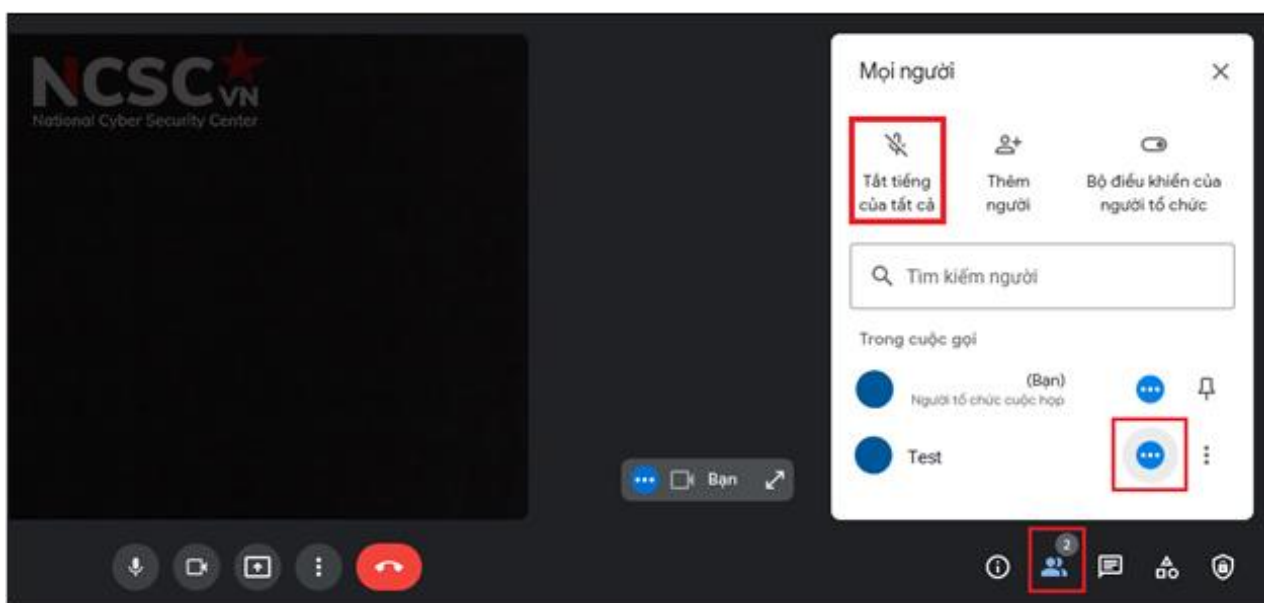 NCSC VN
National Cyber Security Center
Mọi người
Tắt tiếng
của tất cả
Thêm
người
Bộ điều khiển của
người tổ chức
Tìm kiếm người
Trong cuộc gọi
(Bạn)
Người tổ chức cuộc họp
Test
Bạn
2